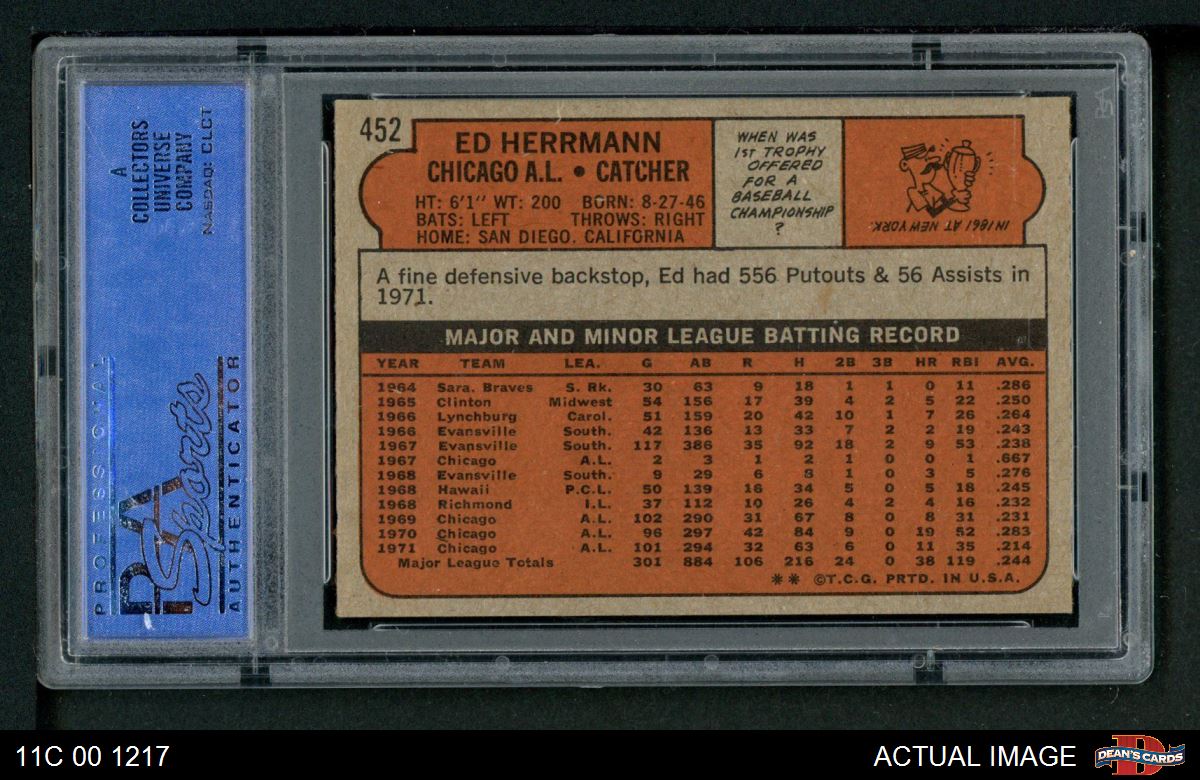 A
COLLECTORS
UNIVERSE
COMPANY
NASDAQ: CLCT
PROFESSIONAL
PSA
Sports
AUTHENTICATOR
452
ED HERRMANN
CHICAGO A.L. • CATCHER
HT: 6'1" WT: 200 BORN: 8-27-46
BATS: LEFT THROWS: RIGHT
HOME: SAN DIEGO, CALIFORNIA
WHEN WAS
1ST TROPHY
OFFERED
FOR A
BASEBALL
CHAMPIONSHIP
?
IN 1861 AT NEW YORK
A fine defensive backstop, Ed had 556 Putouts & 56 Assists in
1971.
MAJOR AND MINOR LEAGUE BATTING RECORD
YEAR TEAM LEA. G AB R H 2B 3B HR RBI AVG.
1964 Sara. Braves S. Rk. 30 63 9 18 1 1 0 11 .286
1965 Clinton Midwest 54 156 17 39 4 2 5 22 .250
1966 Lynchburg Carol. 51 159 20 42 10 1 7 26 .264
1966 Evansville South. 42 136 13 33 7 2 2 19 .243
1967 Evansville South. 117 386 35 92 18 2 9 53 .238
1967 Chicago A.L. 2 3 1 2 1 0 0 1 .667
1968 Evansville South. 9 29 6 8 1 0 3 5 .276
1968 Hawaii P.C.L. 50 139 16 34 5 0 5 18 .245
1968 Richmond I.L. 37 112 10 26 4 2 4 16 .232
1969 Chicago A.L. 102 290 31 67 8 0 8 31 .231
1970 Chicago A.L. 96 297 42 84 9 0 19 52 .283
1971 Chicago A.L. 101 294 32 63 6 0 11 35 .214
Major League Totals 301 884 106 216 24 0 38 119 .244
** ©T.C.G. PRTD. IN U.S.A.
11C 00 1217
ACTUAL IMAGE
DEAN'S CARDS